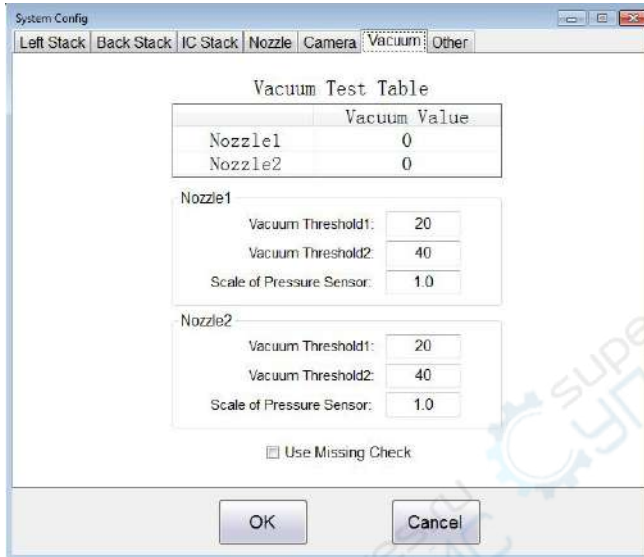 System Config
Left Stack Back Stack IC Stack Nozzle Camera Vacuum Other
Vacuum Test Table
Vacuum Value
Nozzle1 0
Nozzle2 0
Nozzle1
Vacuum Threshold1: 20
Vacuum Threshold2: 40
Scale of Pressure Sensor: 1.0
Nozzle2
Vacuum Threshold1: 20
Vacuum Threshold2: 40
Scale of Pressure Sensor: 1.0
Use Missing Check
OK Cancel